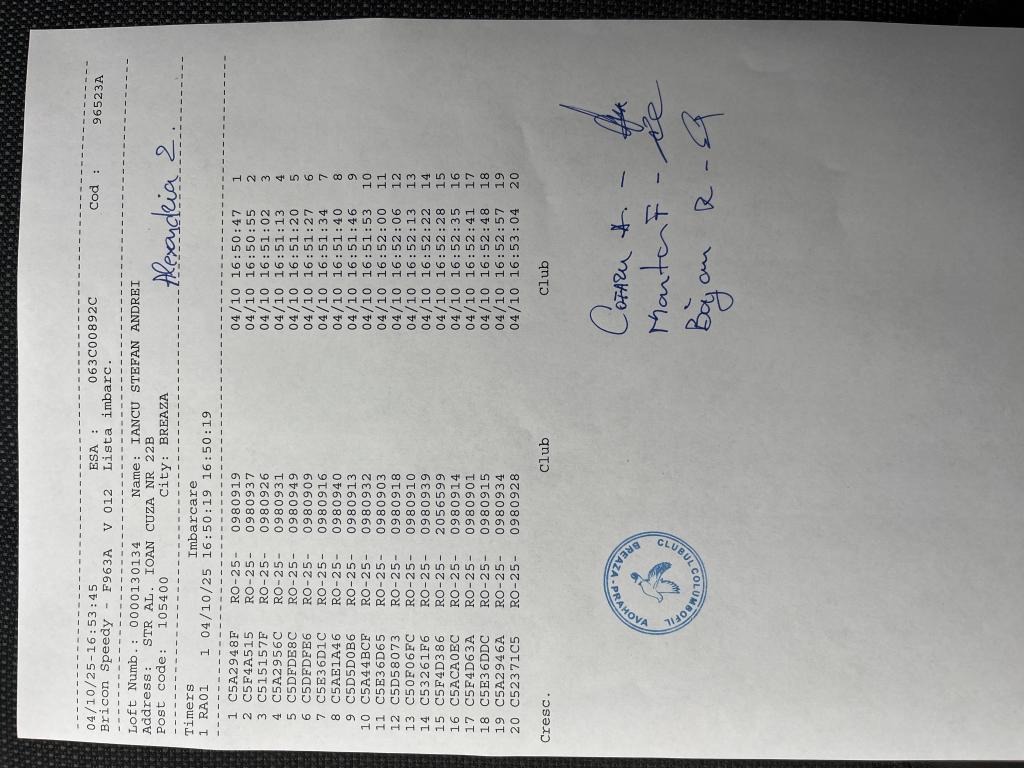 04/10/25-16:53:45 ESA : 063C00892C Cod : 96523A
Bricon Speedy - F963A V 012 Lista imbarc.
Loft Numb.: 0000130134 Name: IANCU STEFAN ANDREI
Address: STR AL. IOAN CUZA NR 22B
Post code: 105400 City: BREAZA
Alexandria 2.
Timers Imbarcare
1 RA01 1 04/10/25 16:50:19 16:50:19
1 C5A2948F RO-25- 0980919 04/10 16:50:47 1
2 C5F4A515 RO-25- 0980937 04/10 16:50:55 2
3 C515157F RO-25- 0980926 04/10 16:51:02 3
4 C5A2956C RO-25- 0980931 04/10 16:51:13 4
5 C5DFDE8C RO-25- 0980949 04/10 16:51:20 5
6 C5DFDFE6 RO-25- 0980909 04/10 16:51:27 6
7 C5E36D1C RO-25- 0980916 04/10 16:51:34 7
8 C5AE1A46 RO-25- 0980940 04/10 16:51:40 8
9 C5D5D0B6 RO-25- 0980913 04/10 16:51:46 9
10 C5A44BCF RO-25- 0980932 04/10 16:51:53 10
11 C5E36D65 RO-25- 0980903 04/10 16:52:00 11
12 C5D58073 RO-25- 0980918 04/10 16:52:06 12
13 C50F06FC RO-25- 0980910 04/10 16:52:13 13
14 C53261F6 RO-25- 0980939 04/10 16:52:22 14
15 C5F4D386 RO-25- 2056599 04/10 16:52:28 15
16 C5ACA0EC RO-25- 0980914 04/10 16:52:35 16
17 C5F4D63A RO-25- 0980901 04/10 16:52:41 17
18 C5E36DDC RO-25- 0980915 04/10 16:52:48 18
19 C5A2946A RO-25- 0980934 04/10 16:52:57 19
20 C52371C5 RO-25- 0980928 04/10 16:53:04 20
Cresc. Club Club
CLUBUL COLUMBOFIL
BREAZA-PRAHOVA